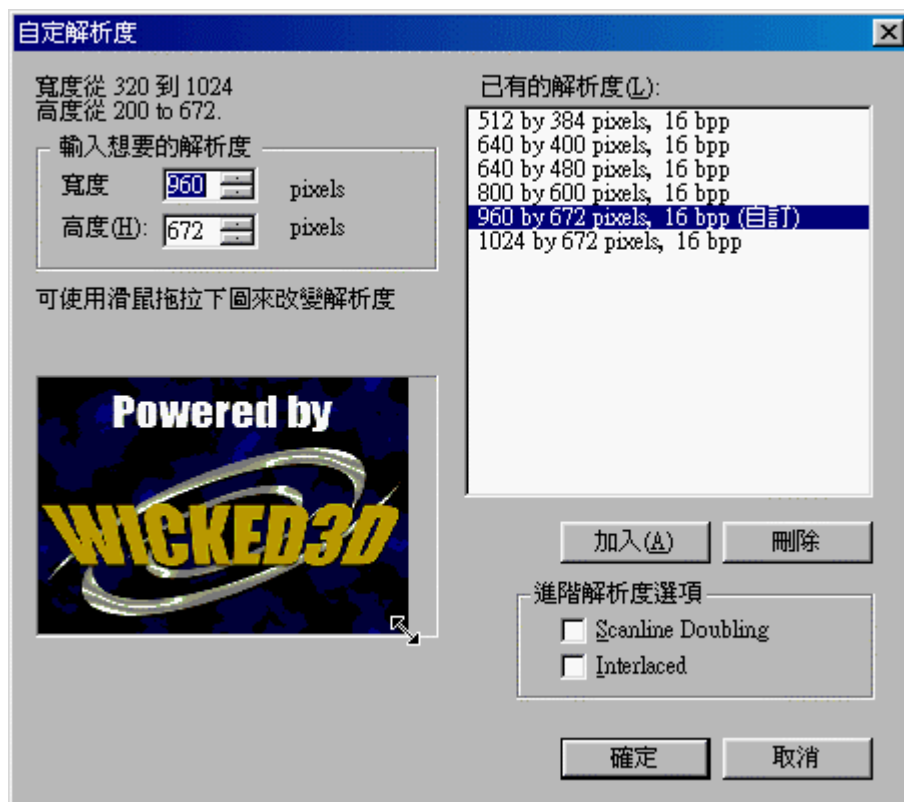 自定解析度
寬度從 320 到 1024
高度從 200 to 672.
輸入想要的解析度
寬度 960 pixels
高度(H): 672 pixels
可使用滑鼠拖拉下圖來改變解析度
Powered by
WICKED3D
已有的解析度(L):
512 by 384 pixels, 16 bpp
640 by 400 pixels, 16 bpp
640 by 480 pixels, 16 bpp
800 by 600 pixels, 16 bpp
960 by 672 pixels, 16 bpp (自訂)
1024 by 672 pixels, 16 bpp
加入(A) 刪除
進階解析度選項
Scanline Doubling
Interlaced
確定 取消